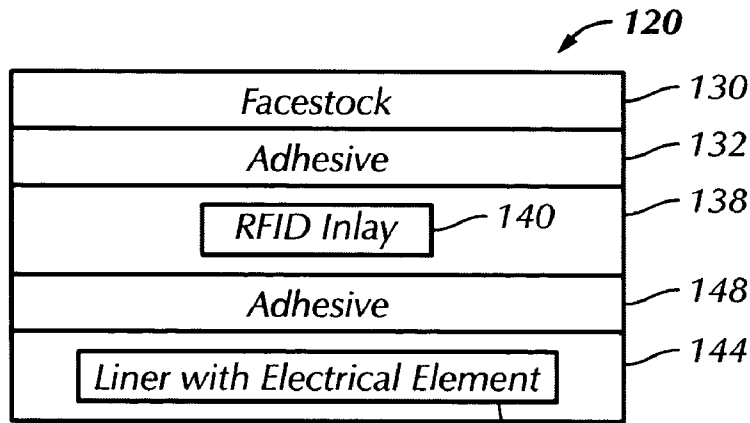 120
Facestock 130
Adhesive 132
138
RFID Inlay 140
Adhesive 148
144
Liner with Electrical Element